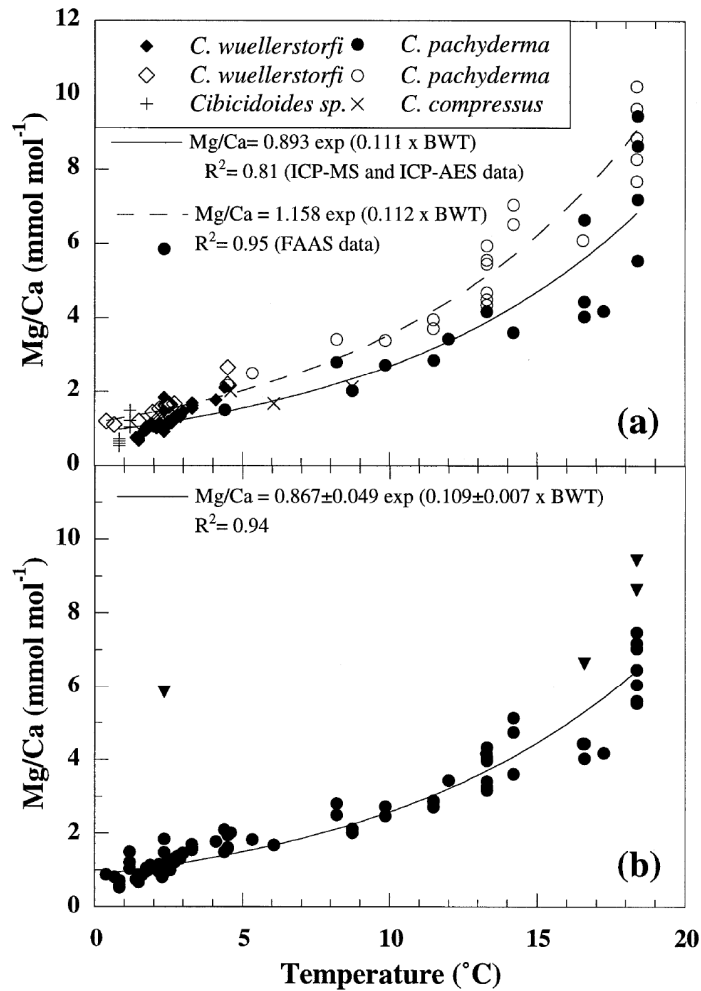 12
10
8
6
4
2
0
Mg/Ca (mmol mol⁻¹)
C. wuellerstorfi C. pachyderma
C. wuellerstorfi C. pachyderma
Cibicidoides sp. C. compressus
Mg/Ca= 0.893 exp (0.111 x BWT)
R²= 0.81 (ICP-MS and ICP-AES data)
Mg/Ca = 1.158 exp (0.112 x BWT)
R²= 0.95 (FAAS data)
(a)
10
8
6
4
2
0
Mg/Ca (mmol mol⁻¹)
Mg/Ca = 0.867±0.049 exp (0.109±0.007 x BWT)
R²= 0.94
(b)
0 5 10 15 20
Temperature (˚C)